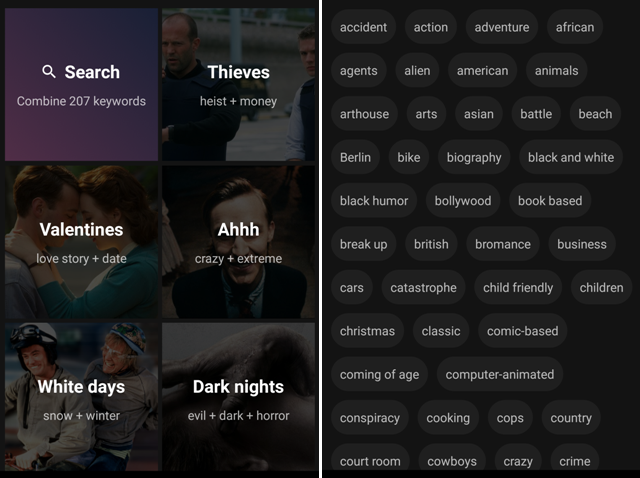 Search
Combine 207 keywords
Thieves
heist + money
Valentines
love story + date
Ahhh
crazy + extreme
White days
snow + winter
Dark nights
evil + dark + horror
accident action adventure african
agents alien american animals
arthouse arts asian battle beach
Berlin bike biography black and white
black humor bollywood book based
break up british bromance business
cars catastrophe child friendly children
christmas classic comic-based
coming of age computer-animated
conspiracy cooking cops country
court room cowboys crazy crime